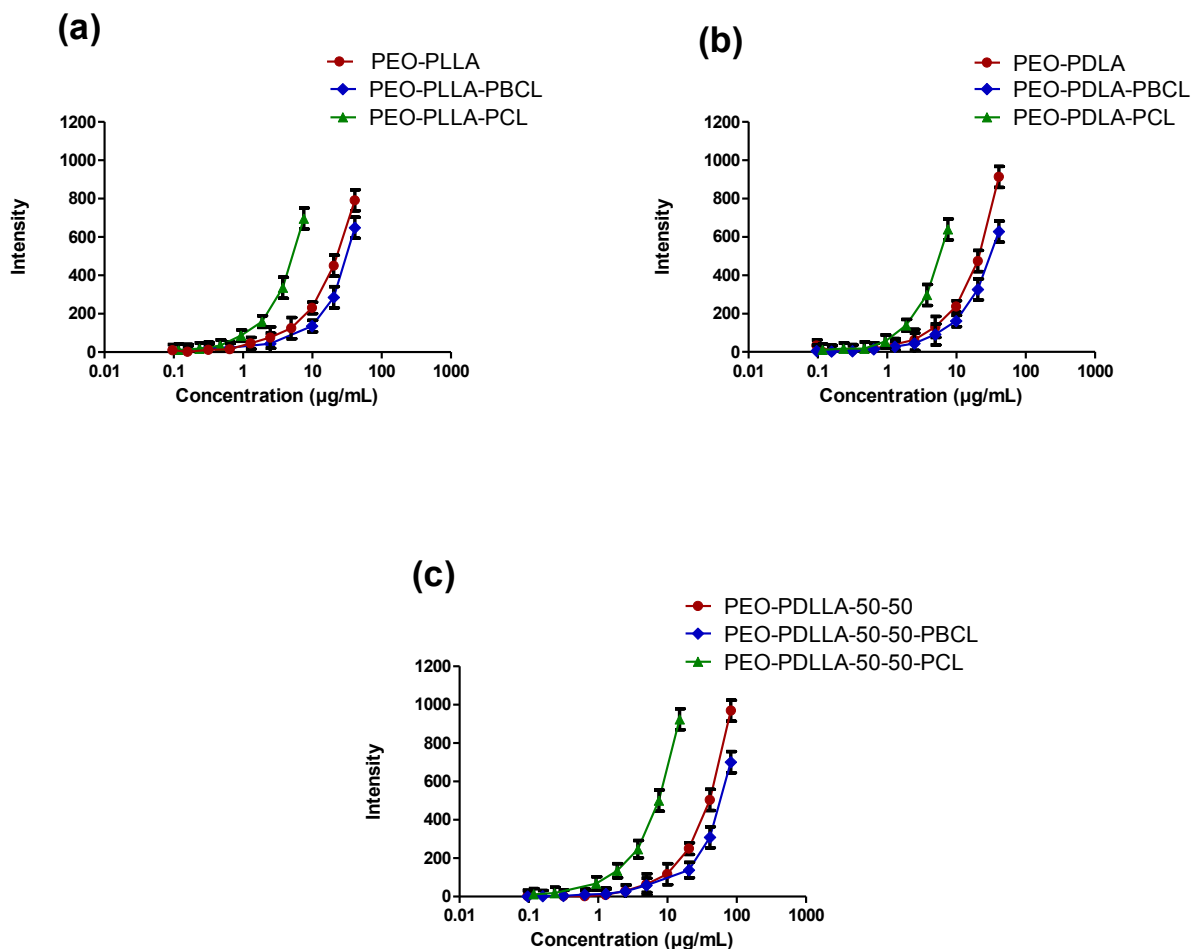 (a)
PEO-PLLA
PEO-PLLA-PBCL
PEO-PLLA-PCL
1200
1000
800
600
400
200
0
Intensity
0.01
0.1
1
10
100
1000
Concentration (µg/mL)
(b)
PEO-PDLA
PEO-PDLA-PBCL
PEO-PDLA-PCL
1200
1000
800
600
400
200
0
Intensity
0.01
0.1
1
10
100
1000
Concentration (µg/mL)
(c)
PEO-PDLLA-50-50
PEO-PDLLA-50-50-PBCL
PEO-PDLLA-50-50-PCL
1200
1000
800
600
400
200
0
Intensity
0.01
0.1
1
10
100
1000
Concentration (µg/mL)